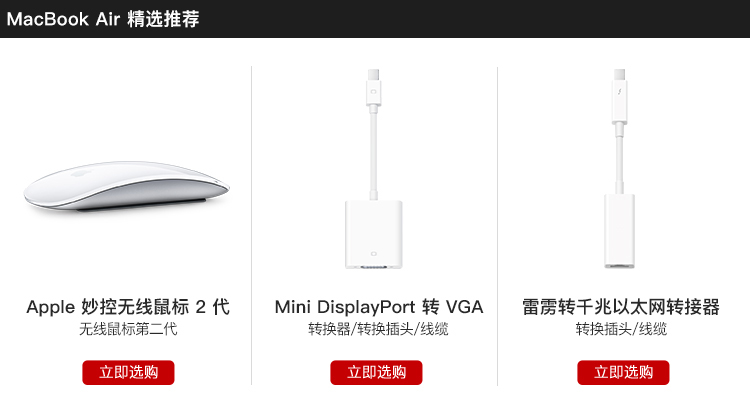 MacBook Air 精选推荐
Apple 妙控无线鼠标 2 代
无线鼠标第二代
立即选购
Mini DisplayPort 转 VGA
转换器/转换插头/线缆
立即选购
雷雳转千兆以太网转接器
转换插头/线缆
立即选购